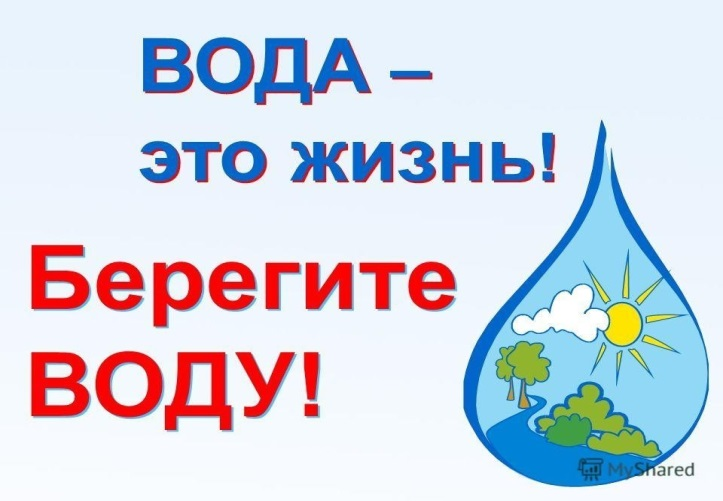 ВОДА –
это жизнь!
Берегите
ВОДУ!
MyShared